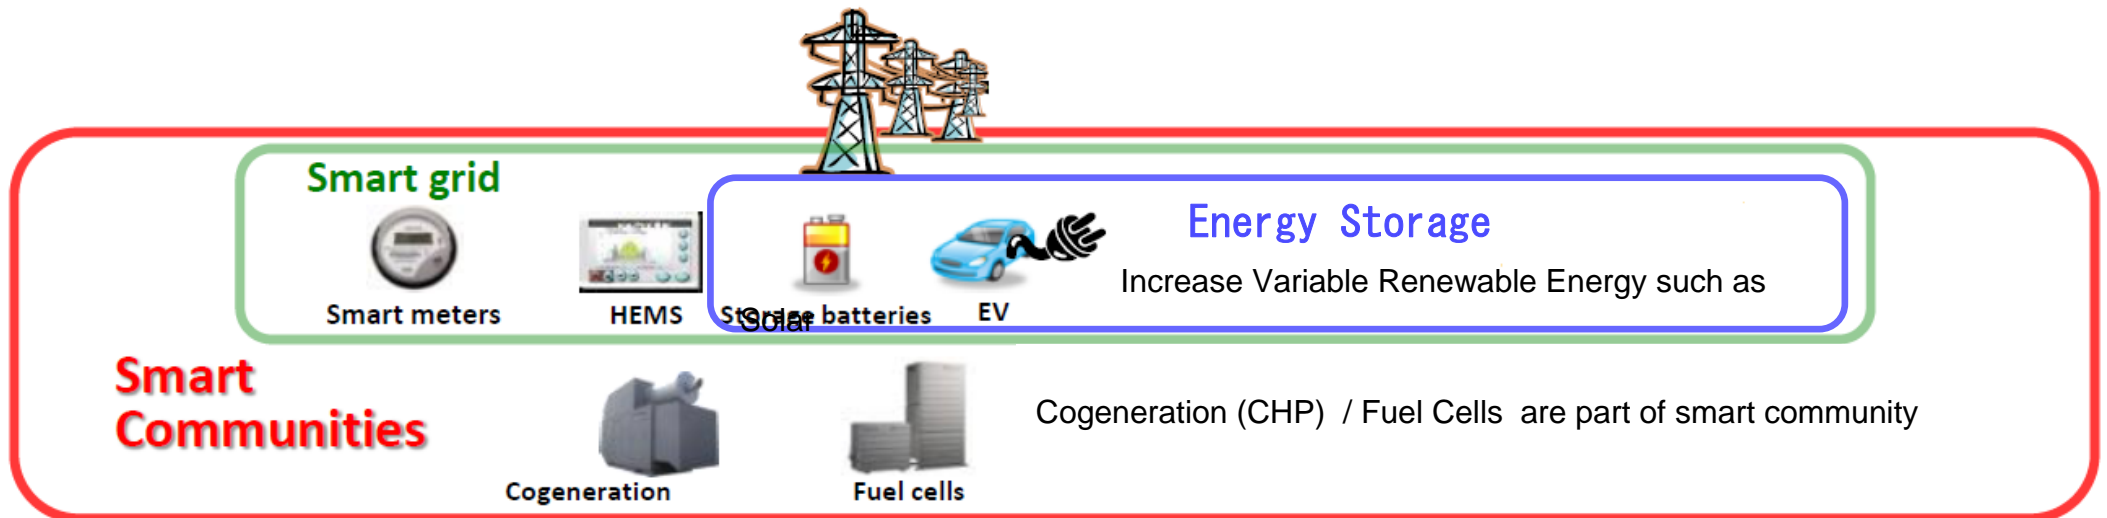 Smart grid
Energy Storage
Increase Variable Renewable Energy such as
Solar
Smart meters
HEMS
Storage batteries
EV
Smart
Communities
Cogeneration (CHP)  / Fuel Cells  are part of smart community
Cogeneration
Fuel cells